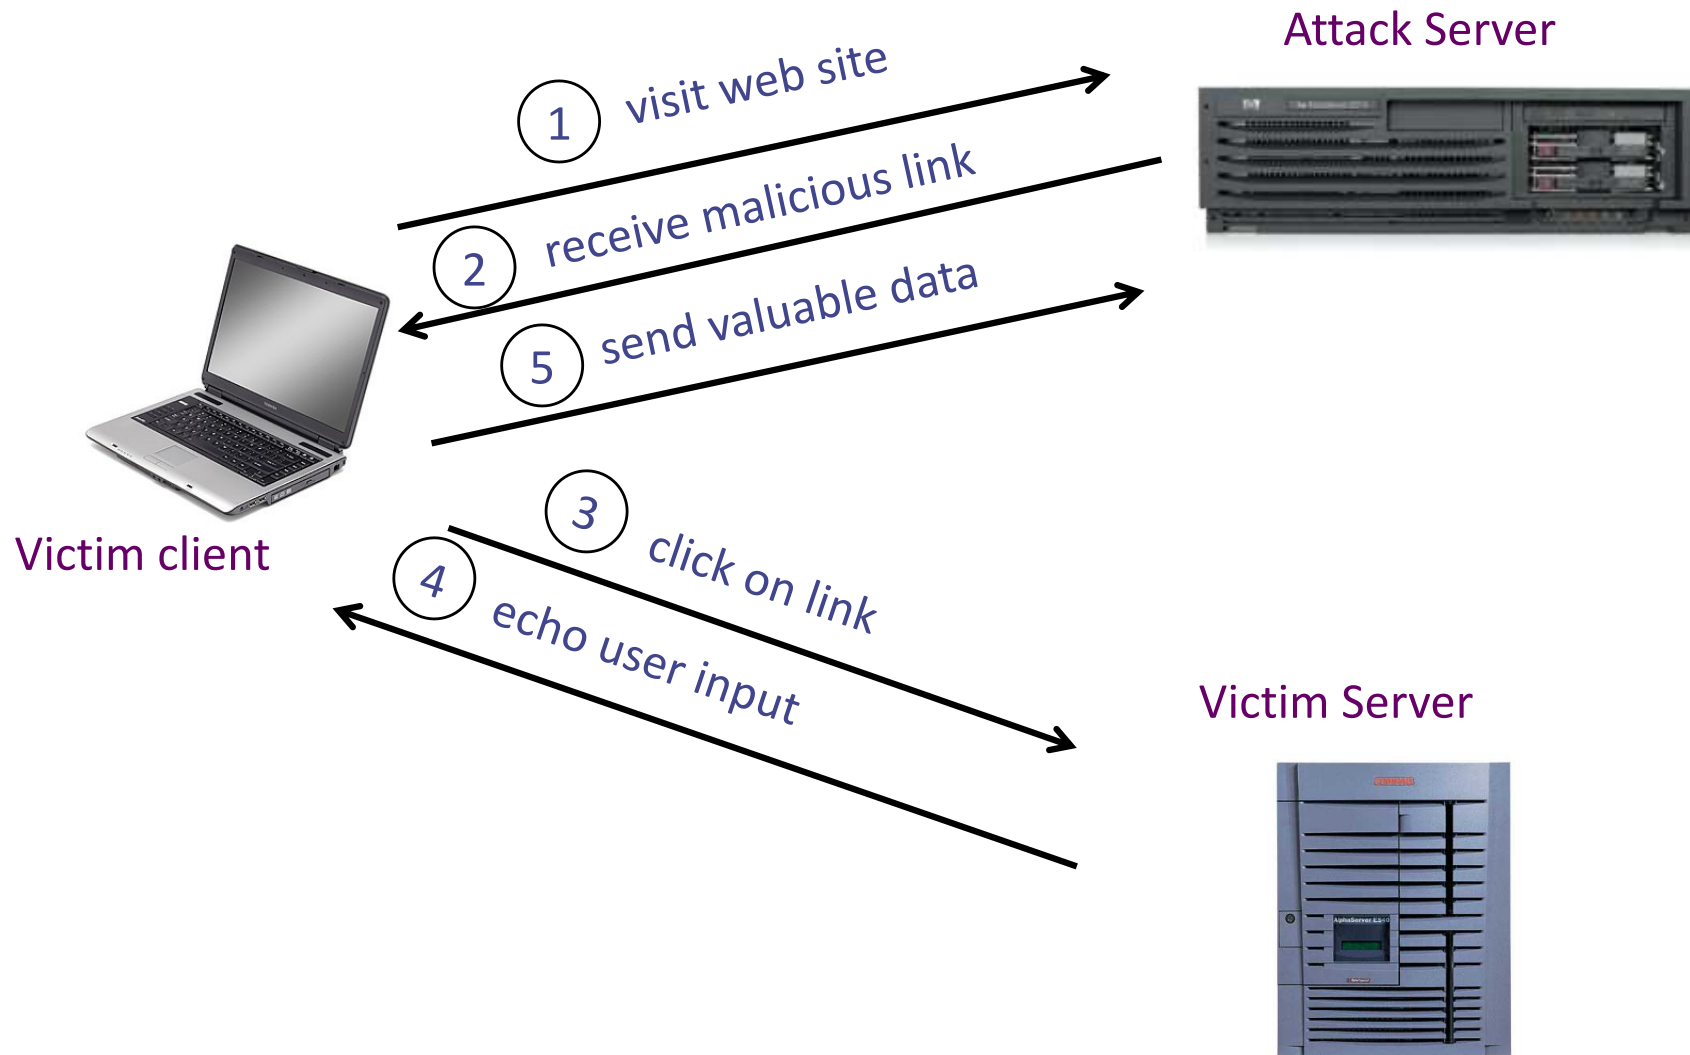 Attack Server
1 visit web site
2 receive malicious link
5 send valuable data
3 click on link
4 echo user input
Victim client
Victim Server
AlphaServer